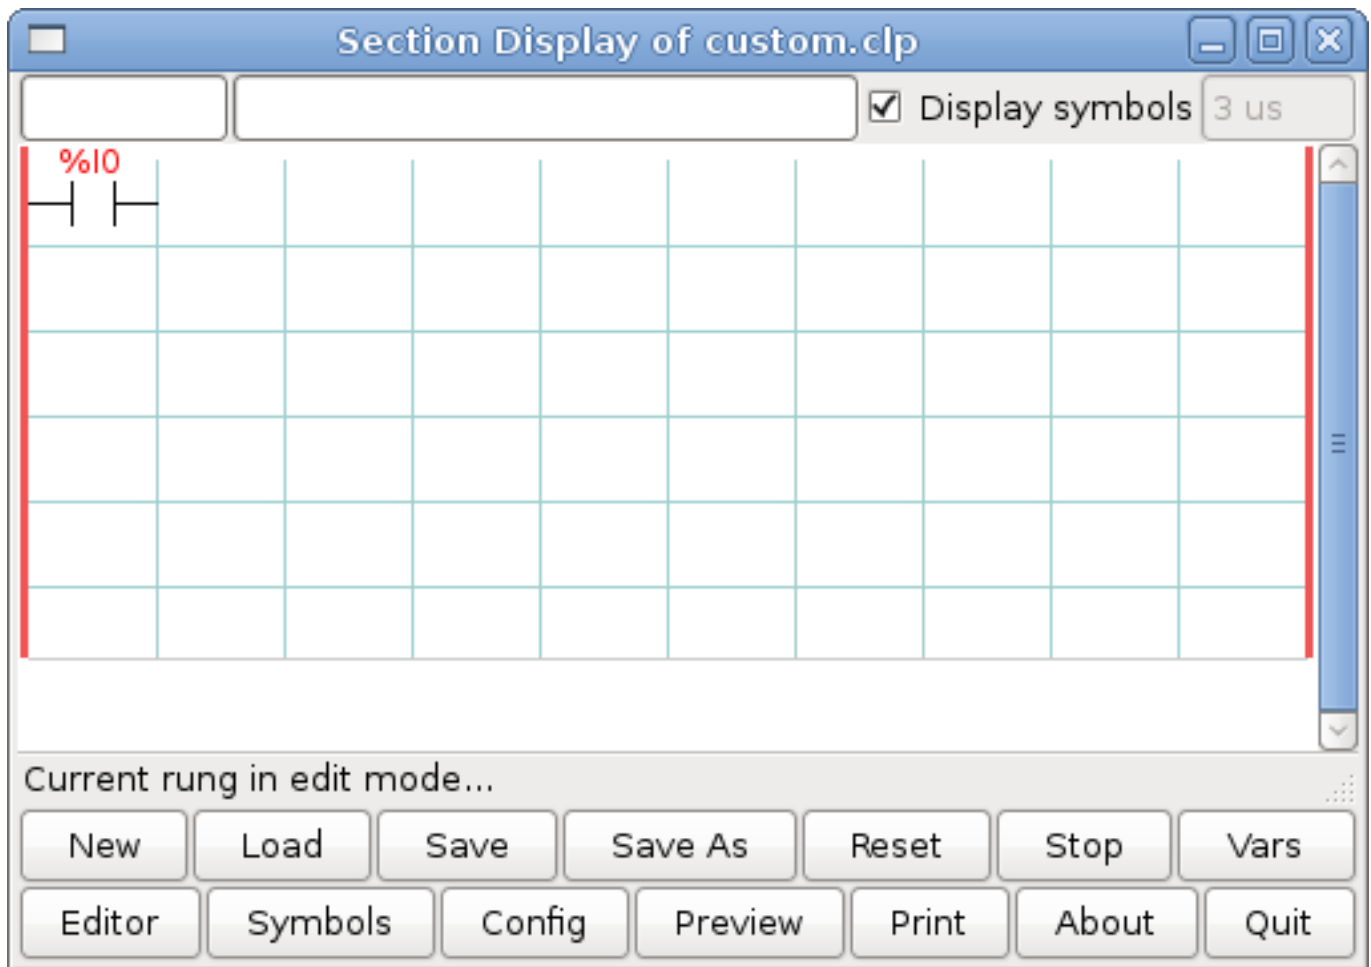 Section Display of custom.clp
Display symbols 3 us
%I0
Current rung in edit mode...
New Load Save Save As Reset Stop Vars
Editor Symbols Config Preview Print About Quit